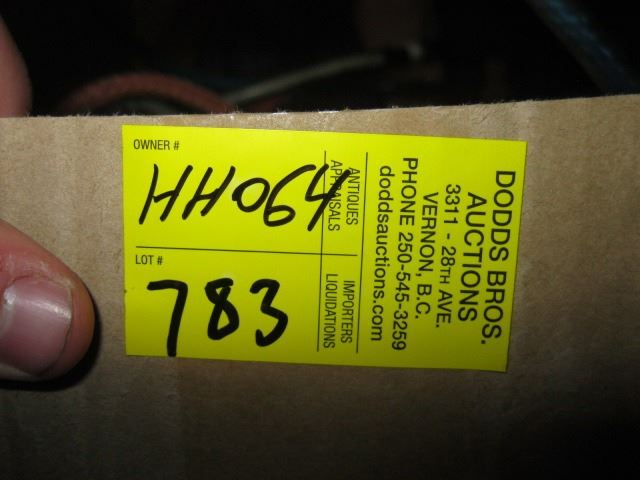 OWNER #
HH064
LOT #
783
ANTIQUES
APPRAISALS
IMPORTERS
LIQUIDATIONS
DODDS BROS.
AUCTIONS
3311 - 28TH AVE.
VERNON, B.C.
PHONE 250-545-3259
doddsauctions.com